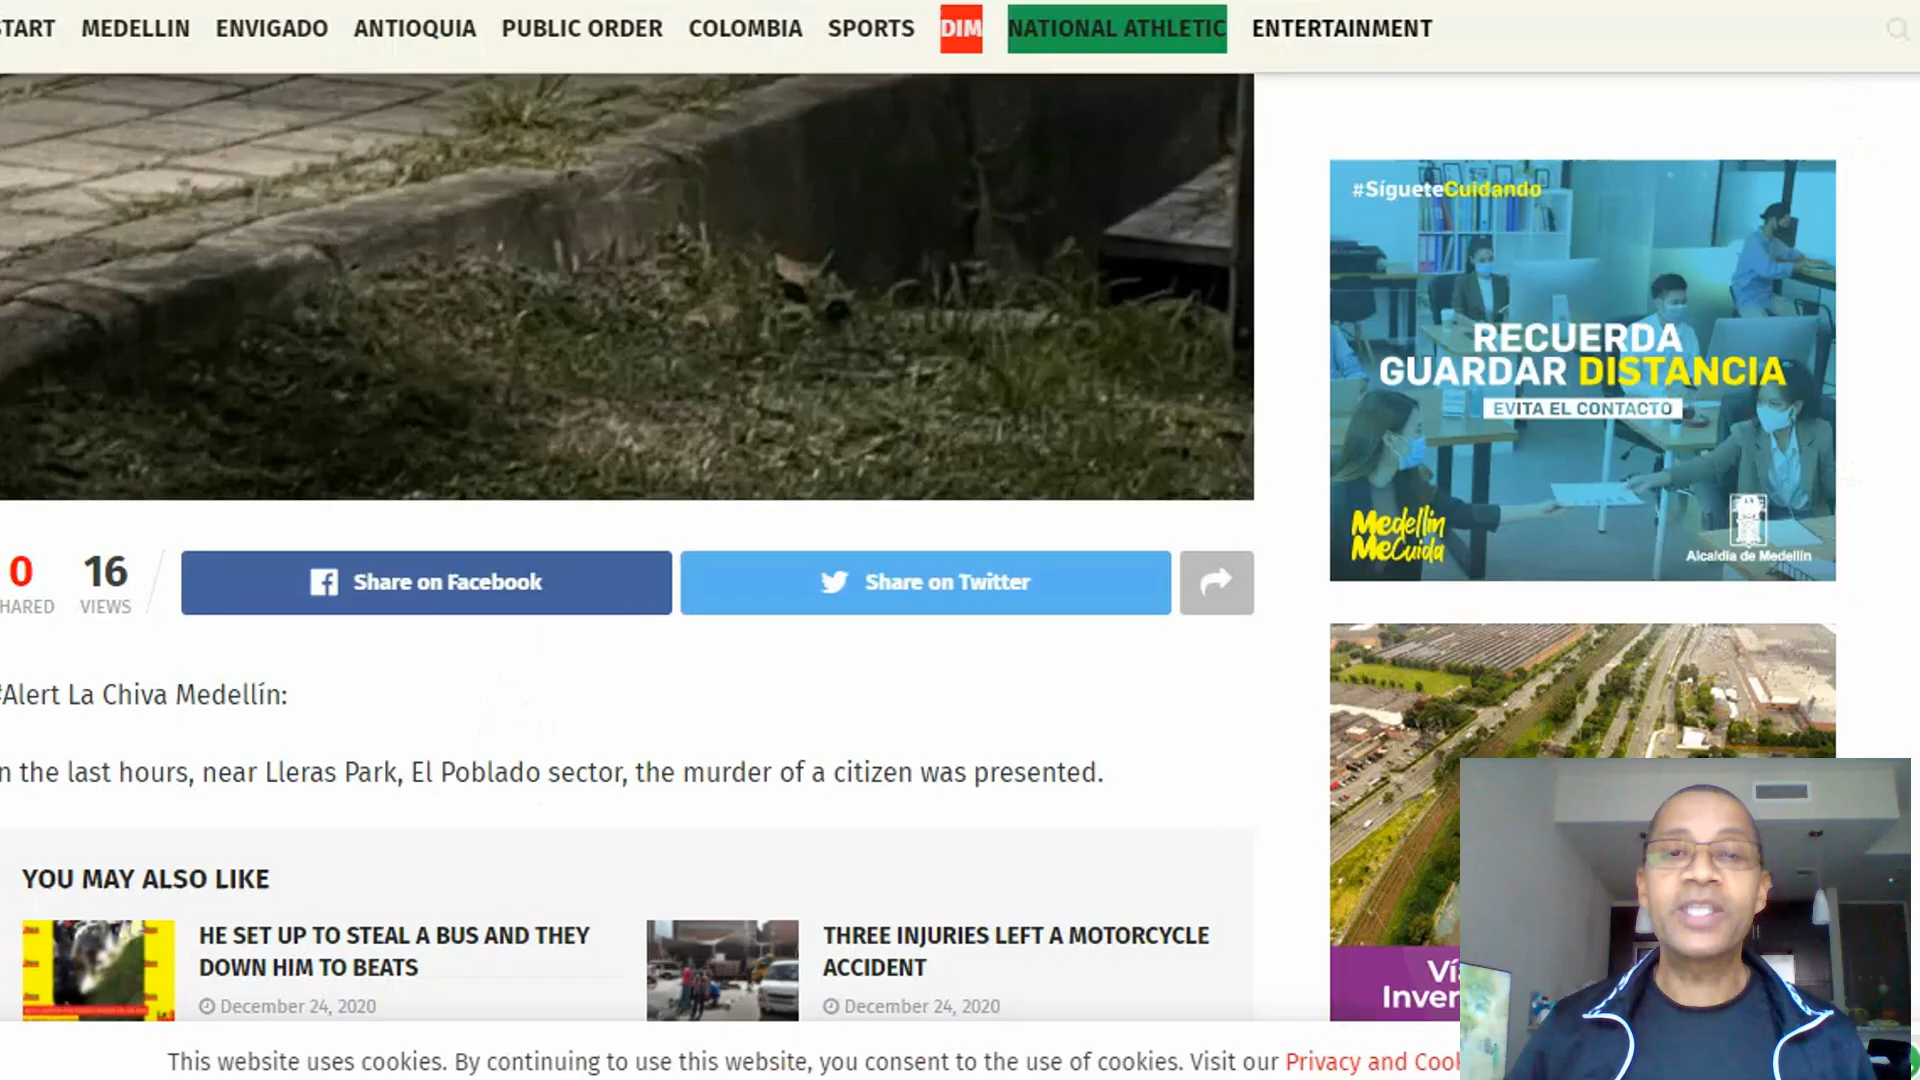 START MEDELLIN ENVIGADO ANTIOQUIA PUBLIC ORDER COLOMBIA SPORTS DIM NATIONAL ATHLETIC ENTERTAINMENT
#SígueteCuidando
RECUERDA
GUARDAR DISTANCIA
EVITA EL CONTACTO
Medellín
MeCuida
Alcaldía de Medellín
0 16
HARED VIEWS
Share on Facebook
Share on Twitter
#Alert La Chiva Medellín:
n the last hours, near Lleras Park, El Poblado sector, the murder of a citizen was presented.
YOU MAY ALSO LIKE
HE SET UP TO STEAL A BUS AND THEY
DOWN HIM TO BEATS
December 24, 2020
THREE INJURIES LEFT A MOTORCYCLE
ACCIDENT
December 24, 2020
Ví
Inver
This website uses cookies. By continuing to use this website, you consent to the use of cookies. Visit our Privacy and Cook